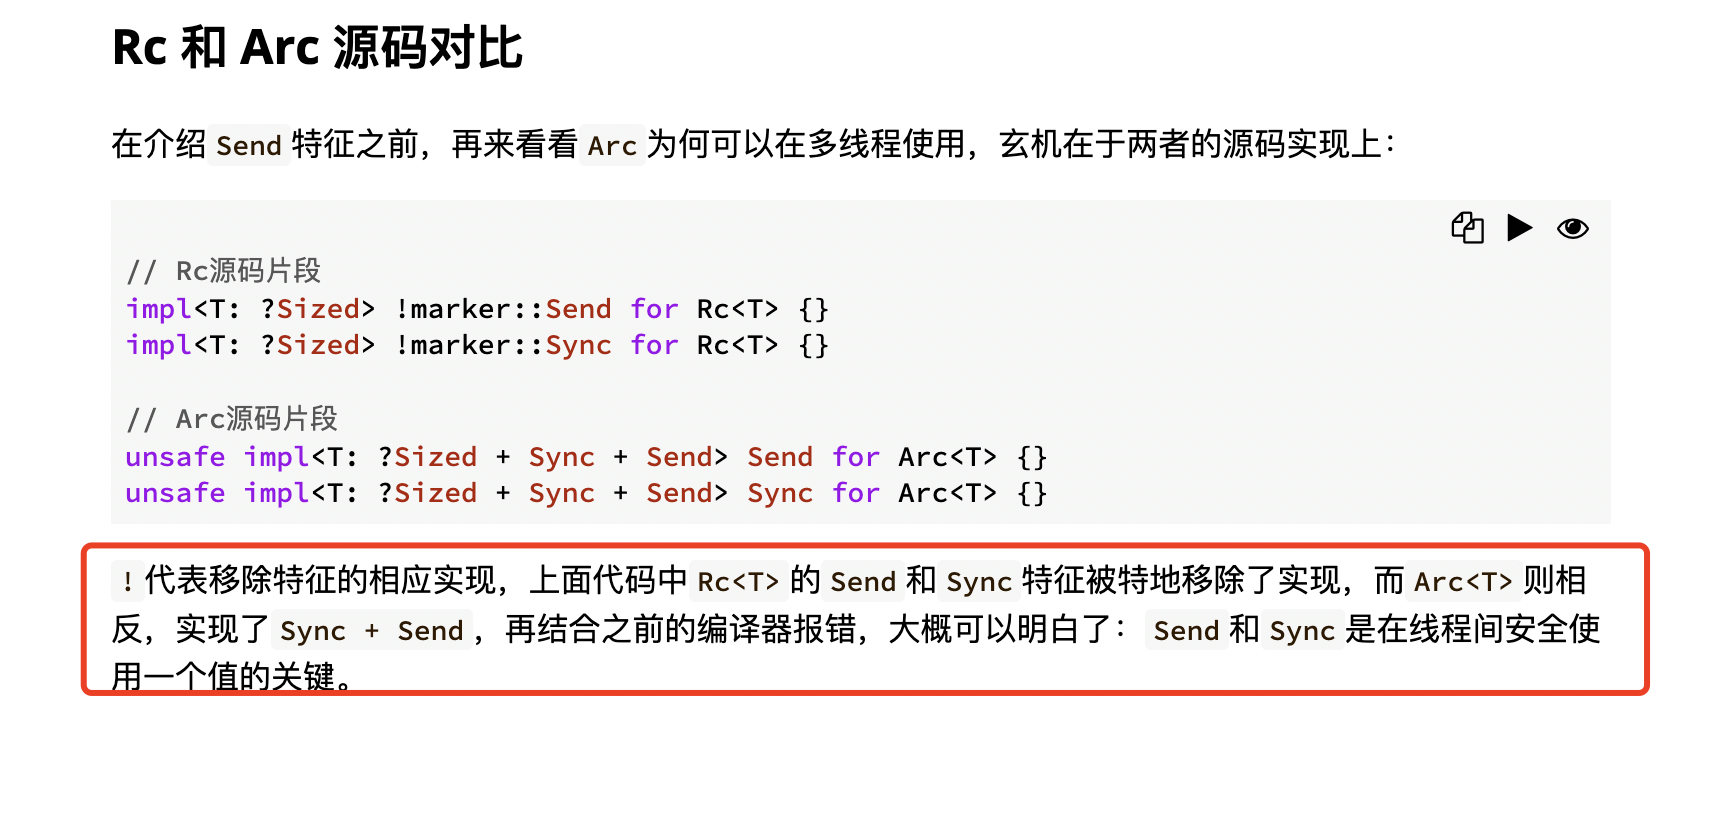 Rc 和 Arc 源码对比
在介绍 Send 特征之前，再来看看 Arc 为何可以在多线程使用，玄机在于两者的源码实现上：
// Rc源码片段
impl<T: ?Sized> !marker::Send for Rc<T> {}
impl<T: ?Sized> !marker::Sync for Rc<T> {}
// Arc源码片段
unsafe impl<T: ?Sized + Sync + Send> Send for Arc<T> {}
unsafe impl<T: ?Sized + Sync + Send> Sync for Arc<T> {}
! 代表移除特征的相应实现，上面代码中 Rc<T> 的 Send 和 Sync 特征被特地移除了实现，而 Arc<T> 则相
反，实现了 Sync + Send ，再结合之前的编译器报错，大概可以明白了： Send 和 Sync 是在线程间安全使
用一个值的关键。